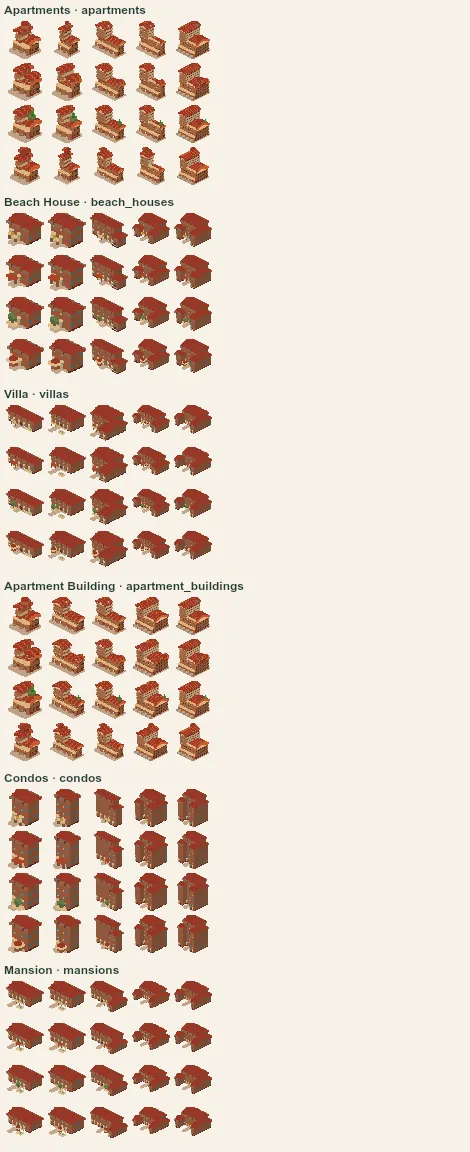 Apartments · apartments
Beach House · beach_houses
Villa · villas
Apartment Building · apartment_buildings
Condos · condos
Mansion · mansions